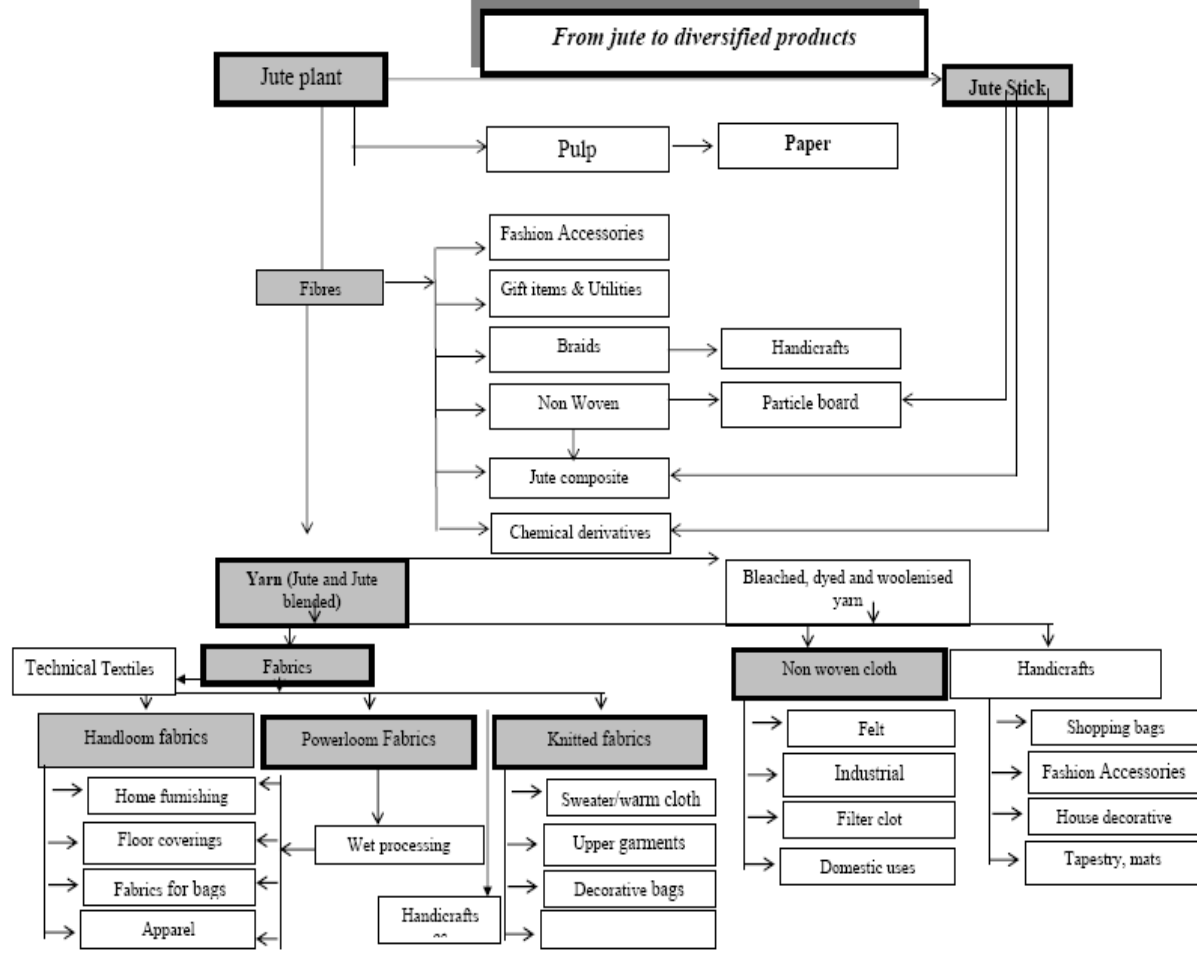 From jute to diversified products
Jute plant
Jute Stick
Pulp
Paper
Fashion Accessories
Fibres
Gift items & Utilities
Braids
Handicrafts
Non Woven
Particle board
Jute composite
Chemical derivatives
Yarn (Jute and Jute
blended)
Bleached, dyed and woolenised
yarn
Technical Textiles
Fabrics
Non woven cloth
Handicrafts
Handloom fabrics
Powerloom Fabrics
Knitted fabrics
Felt
Shopping bags
Home furnishing
Sweater/warm cloth
Industrial
Fashion Accessories
Floor coverings
Wet processing
Upper garments
Filter clot
House decorative
Fabrics for bags
Decorative bags
Domestic uses
Tapestry, mats
Apparel
Handicrafts